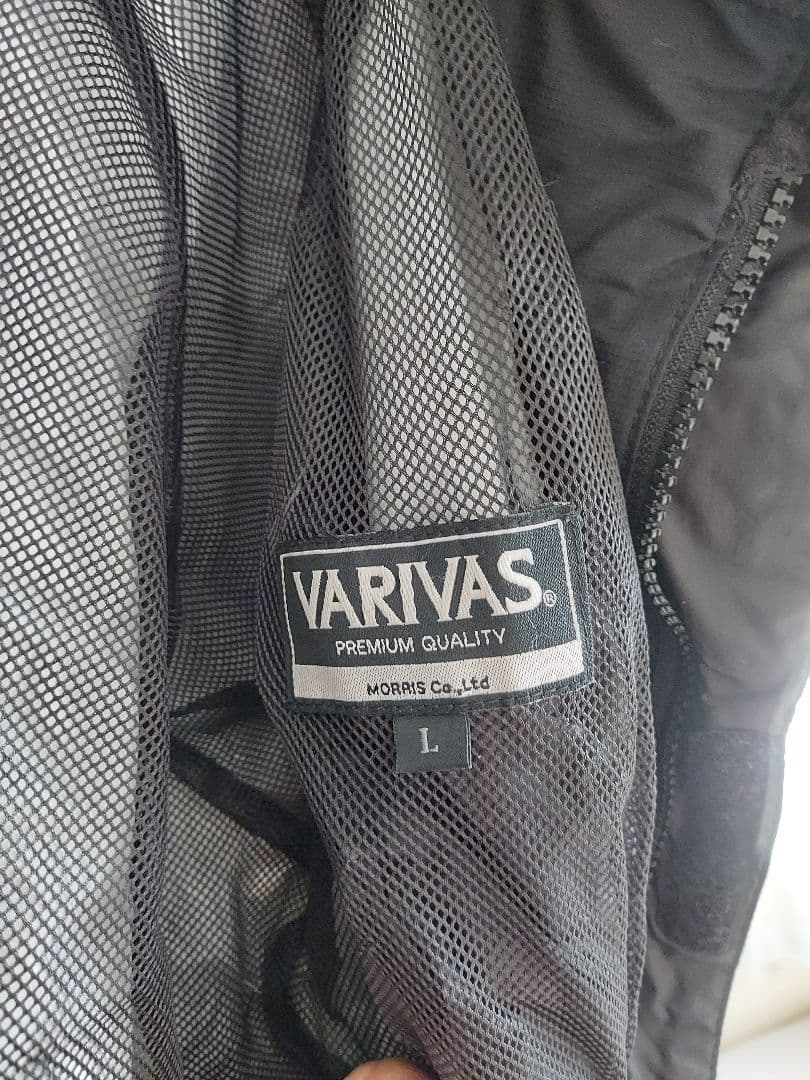 VARIVAS®
PREMIUM QUALITY
MORRIS Co.,Ltd
L